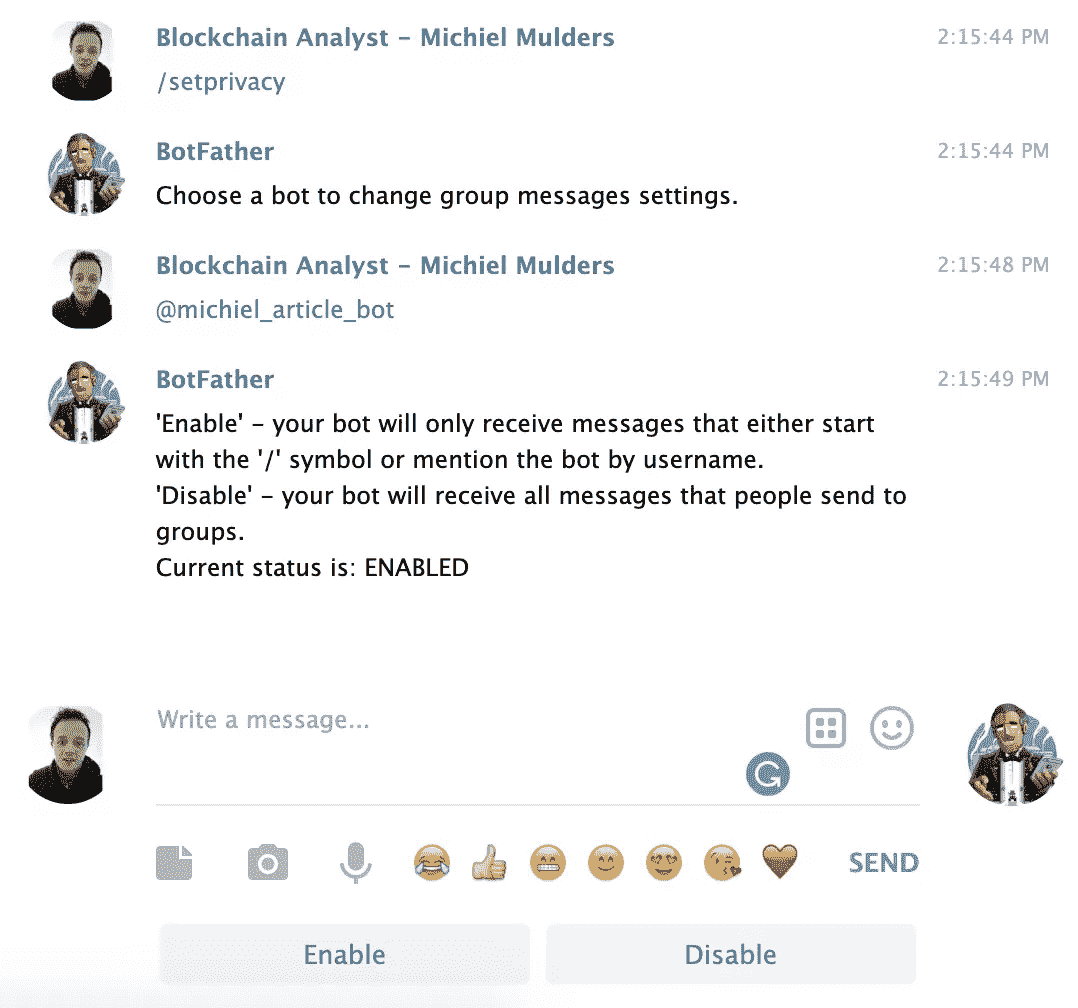 Blockchain Analyst – Michiel Mulders 2:15:44 PM
/setprivacy
BotFather 2:15:44 PM
Choose a bot to change group messages settings.
Blockchain Analyst – Michiel Mulders 2:15:48 PM
@michiel_article_bot
BotFather 2:15:49 PM
'Enable' – your bot will only receive messages that either start
with the '/' symbol or mention the bot by username.
'Disable' – your bot will receive all messages that people send to
groups.
Current status is: ENABLED
Write a message...
SEND
Enable Disable